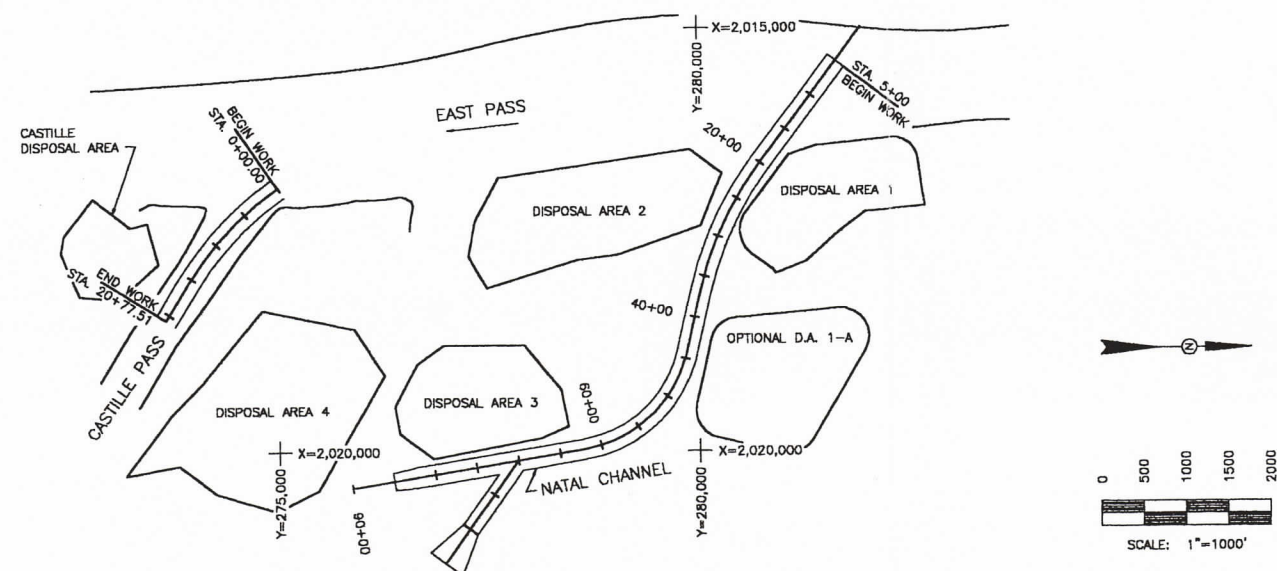 X=2,015,000
Y=280,000
STA. 5+00
BEGIN WORK
EAST PASS
BEGIN WORK
STA. 0+00.00
CASTILLE
DISPOSAL AREA
20+00
DISPOSAL AREA 1
DISPOSAL AREA 2
END WORK
STA. 20+77.51
40+00
OPTIONAL D.A. 1-A
N
CASTILLE PASS
DISPOSAL AREA 4
DISPOSAL AREA 3
60+00
X=2,020,000
Y=275,000
X=2,020,000
Y=280,000
NATAL CHANNEL
90+00
0 500 1000 1500 2000
SCALE: 1"=1000'